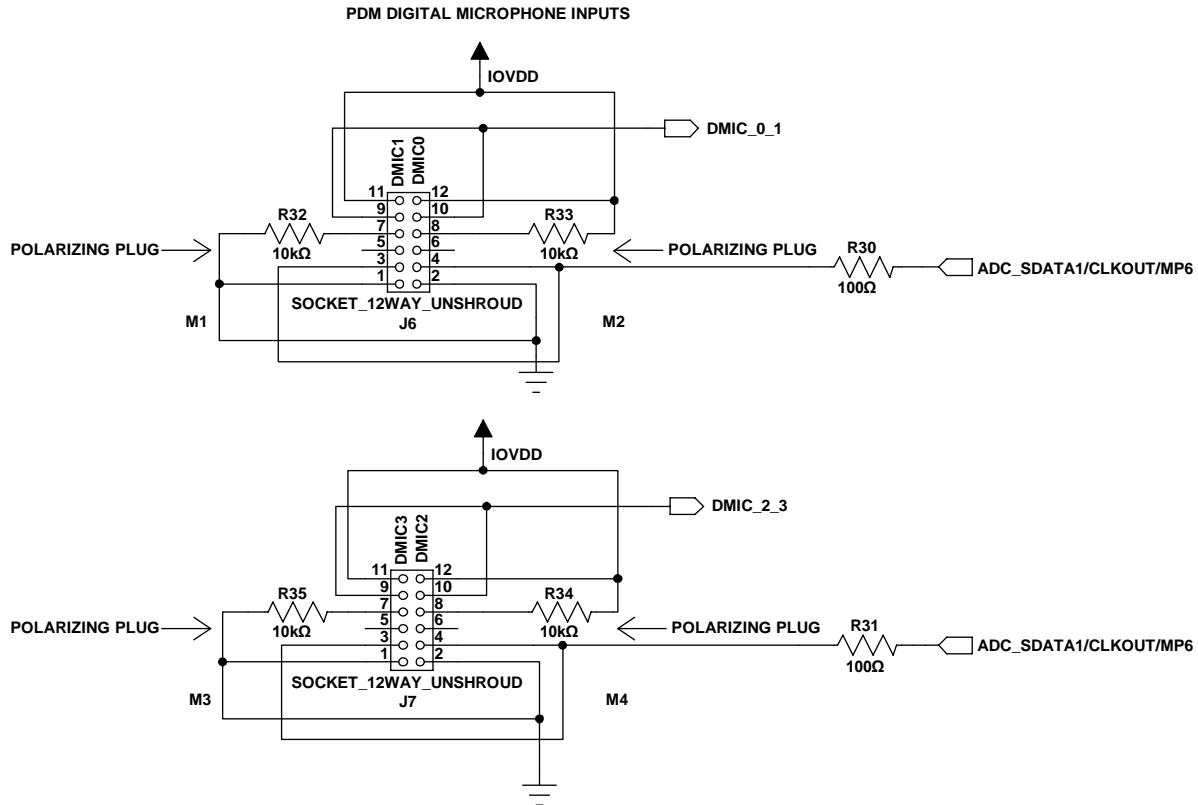 PDM DIGITAL MICROPHONE INPUTS
IOVDD
DMIC_0_1
DMIC1
DMIC0
11 12
9 10
7 8
5 6
3 4
1 2
R32
10kΩ
R33
10kΩ
POLARIZING PLUG
POLARIZING PLUG
R30
100Ω
ADC_SDATA1/CLKOUT/MP6
SOCKET_12WAY_UNSHROUD
J6
M1
M2
IOVDD
DMIC_2_3
DMIC3
DMIC2
11 12
9 10
7 8
5 6
3 4
1 2
R35
10kΩ
R34
10kΩ
POLARIZING PLUG
POLARIZING PLUG
R31
100Ω
ADC_SDATA1/CLKOUT/MP6
SOCKET_12WAY_UNSHROUD
J7
M3
M4